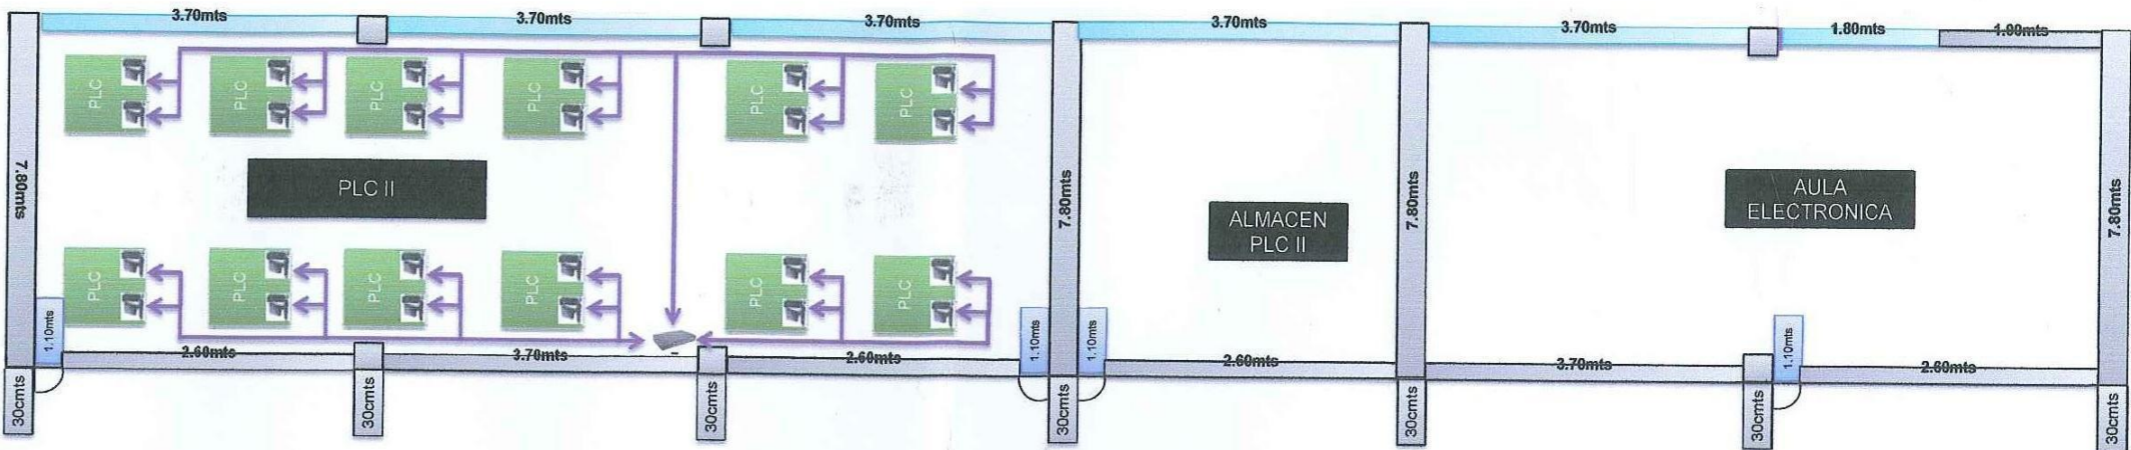 3.70mts
3.70mts
3.70mts
3.70mts
3.70mts
1.80mts
1.00mts
PLC
PLC
PLC
PLC
PLC
PLC
7.80mts
PLC II
7.80mts
ALMACEN
PLC II
7.80mts
AULA
ELECTRONICA
7.80mts
PLC
PLC
PLC
PLC
PLC
PLC
1.10mts
1.10mts
1.10mts
1.10mts
2.60mts
3.70mts
2.60mts
2.60mts
3.70mts
2.60mts
30cmts
30cmts
30cmts
30cmts
30cmts
30cmts
30cmts